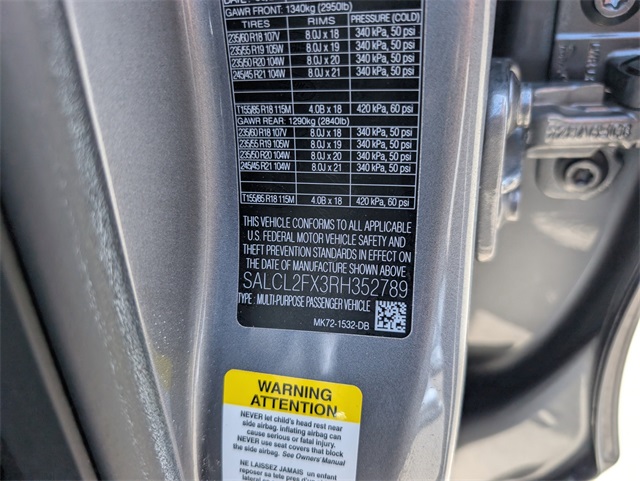 GAWR FRONT: 1340kg (2950lb)
TIRES RIMS PRESSURE (COLD)
235/60 R18 107V 8.0J x 18 340 kPa, 50 psi
235/55 R19 105W 8.0J x 19 340 kPa, 50 psi
235/50 R20 104W 8.0J x 20 340 kPa, 50 psi
245/45 R21 104W 8.0J x 21 340 kPa, 50 psi
T155/85 R18 115M 4.0B x 18 420 kPa, 60 psi
GAWR REAR: 1290kg (2840lb)
235/60 R18 107V 8.0J x 18 340 kPa, 50 psi
235/55 R19 105W 8.0J x 19 340 kPa, 50 psi
235/50 R20 104W 8.0J x 20 340 kPa, 50 psi
245/45 R21 104W 8.0J x 21 340 kPa, 50 psi
T155/85 R18 115M 4.0B x 18 420 kPa, 60 psi
THIS VEHICLE CONFORMS TO ALL APPLICABLE
U.S. FEDERAL MOTOR VEHICLE SAFETY AND
THEFT PREVENTION STANDARDS IN EFFECT ON
THE DATE OF MANUFACTURE SHOWN ABOVE
SALCL2FX3RH352789
TYPE : MULTI-PURPOSE PASSENGER VEHICLE
MK72-1532-DB
WARNING
ATTENTION
NEVER let child's head rest near
side airbag. inflating airbag can
cause serious or fatal injury.
NEVER use seat covers that block
the side airbag. See Owners' Manual
NE LAISSEZ JAMAIS un enfant
reposer sa tete pres d'un airbag